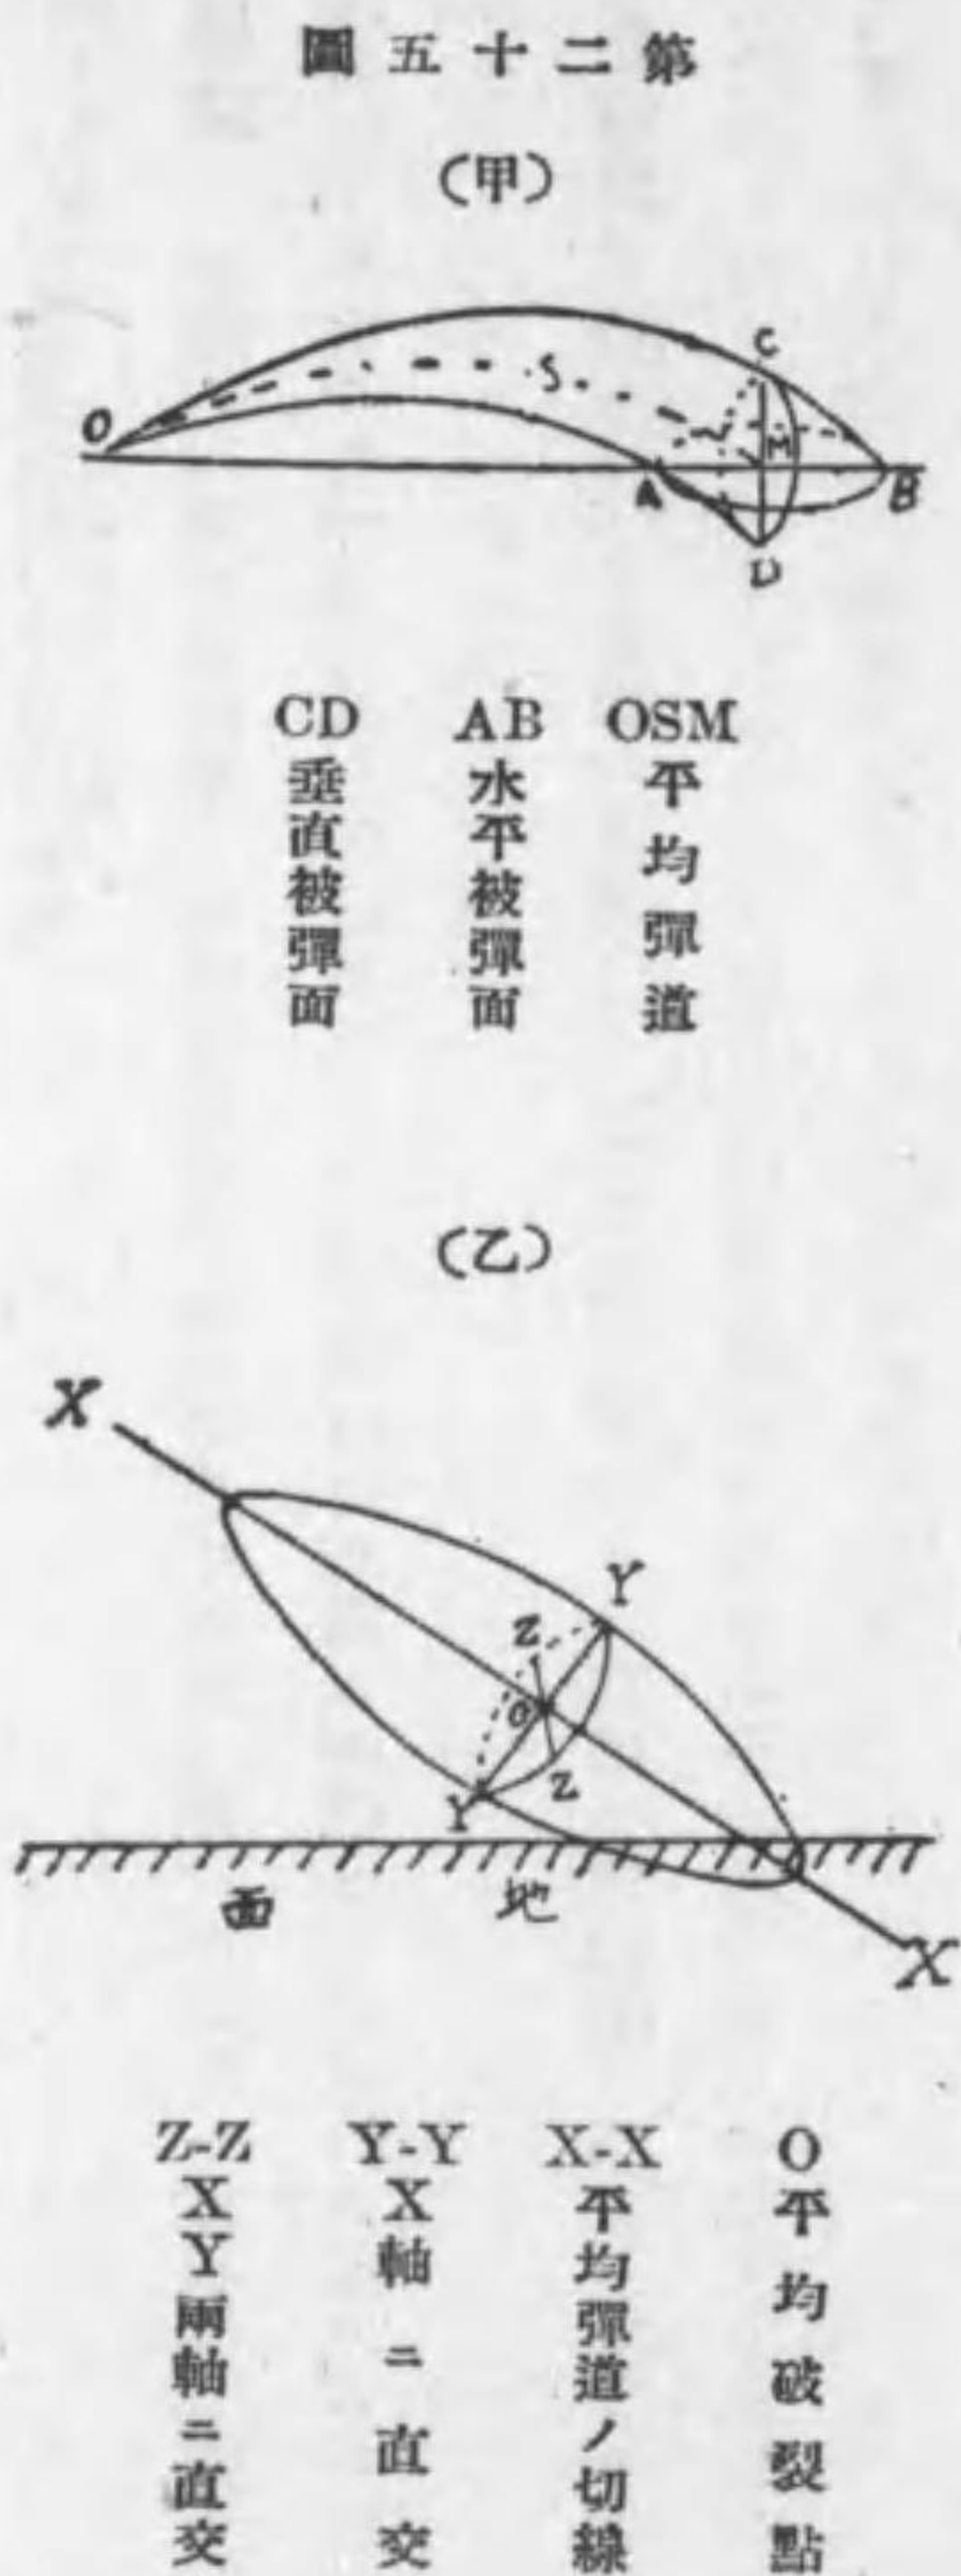 第二十五圖
(甲)
O
S
C
M
A
B
D
OSM 平均彈道
AB 水平被彈面
CD 垂直被彈面
(乙)
X
Y
Z
O
Z
Y
地面
X
O 平均破裂點
X-X 平均彈道ノ切線
Y-Y X軸ニ直交
Z-Z XY兩軸ニ直交